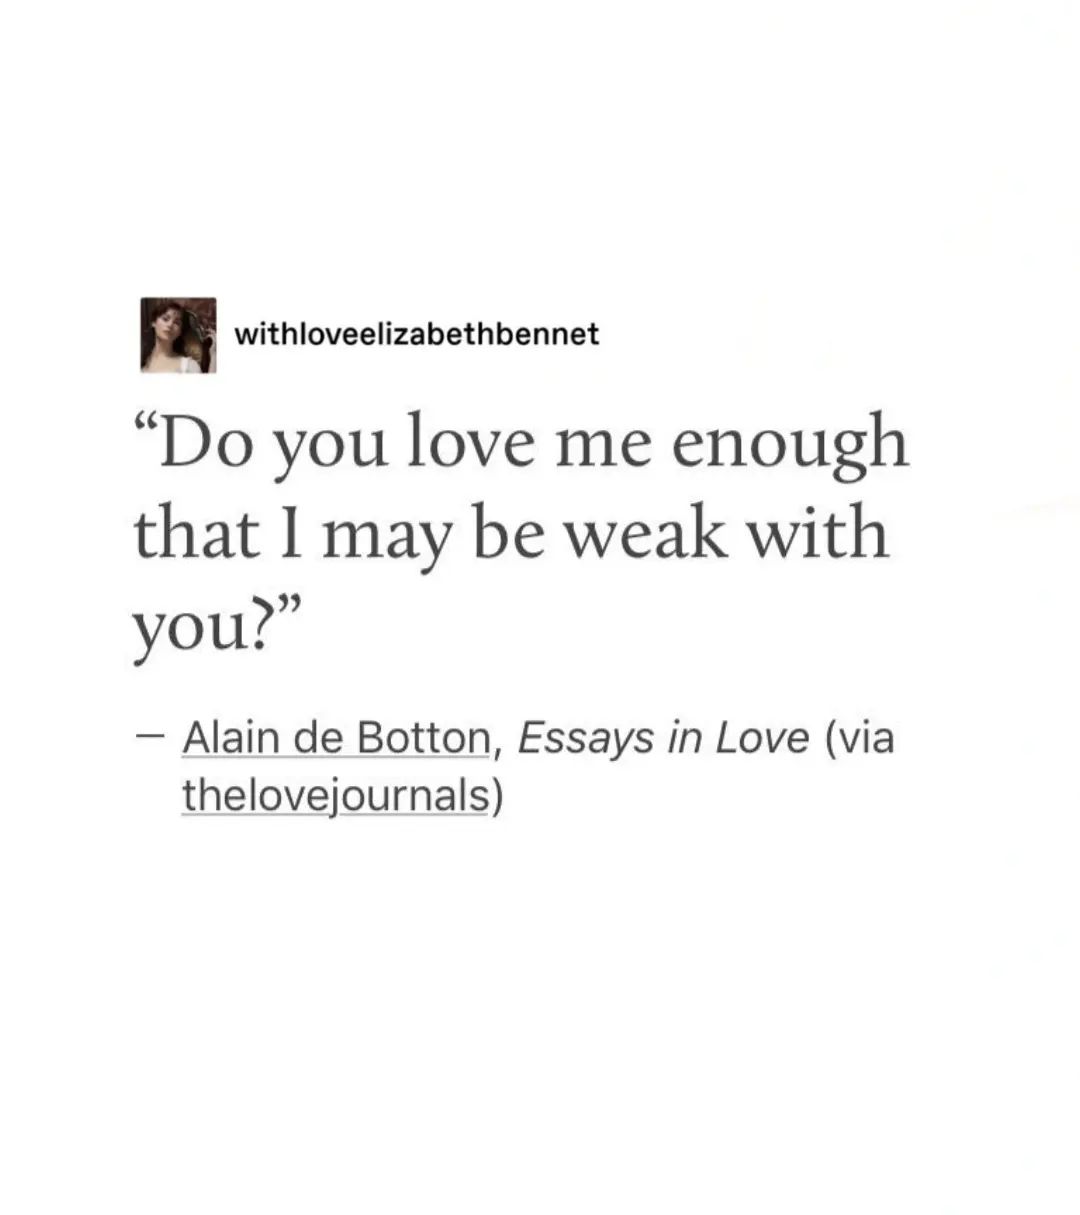 withloveelizabethbennet
“Do you love me enough
that I may be weak with
you?”
— Alain de Botton, Essays in Love (via
thelovejournals)